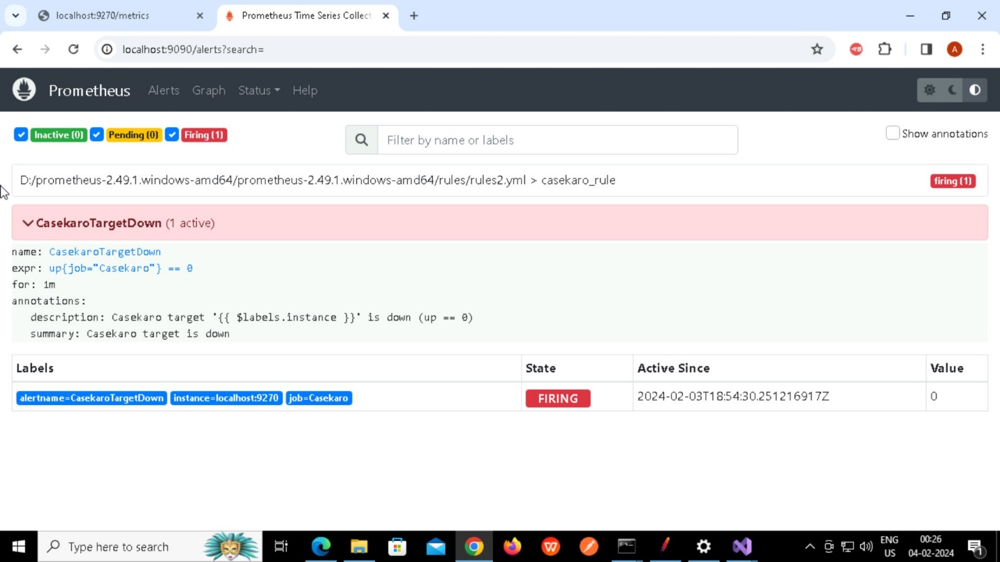 localhost:9270/metrics
Prometheus Time Series Collect
localhost:9090/alerts?search=
A
Prometheus Alerts Graph Status Help
Inactive (0) Pending (0) Firing (1)
Filter by name or labels
Show annotations
D:/prometheus-2.49.1.windows-amd64/prometheus-2.49.1.windows-amd64/rules/rules2.yml > casekaro_rule
firing (1)
CasekaroTargetDown (1 active)
name: CasekaroTargetDown
expr: up{job="Casekaro"} == 0
for: 1m
annotations:
description: Casekaro target '{{ $labels.instance }}' is down (up == 0)
summary: Casekaro target is down
Labels State Active Since Value
alertname=CasekaroTargetDown instance=localhost:9270 job=Casekaro FIRING 2024-02-03T18:54:30.251216917Z 0
Type here to search
ENG
US
00:26
04-02-2024
1